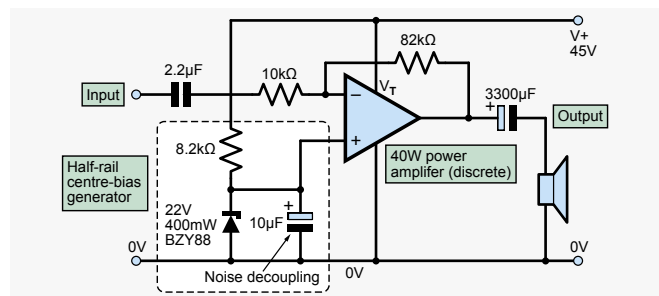 V+
45V
82kΩ
2.2µF
10kΩ
V_T
3300µF
Input
−
+
+
Output
8.2kΩ
+
40W power
amplifer (discrete)
Half-rail
centre-bias
generator
22V
400mW
BZY88
10µF
0V
Noise decoupling
0V
0V